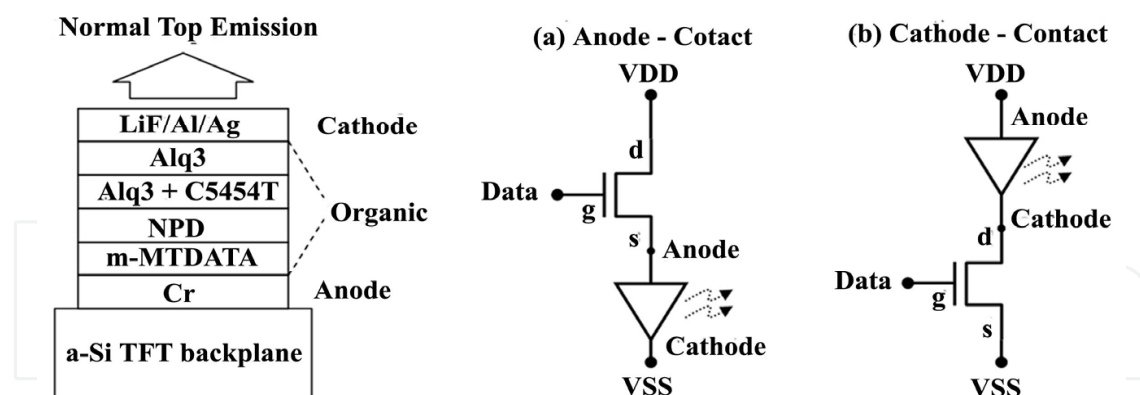 Normal Top Emission
LiF/Al/Ag
Cathode
Alq3
Alq3 + C5454T
Organic
NPD
m-MTDATA
Cr
Anode
a-Si TFT backplane
(a) Anode - Cotact
VDD
d
Data
g
s
Anode
Cathode
VSS
(b) Cathode - Contact
VDD
Anode
Cathode
d
Data
g
s
VSS